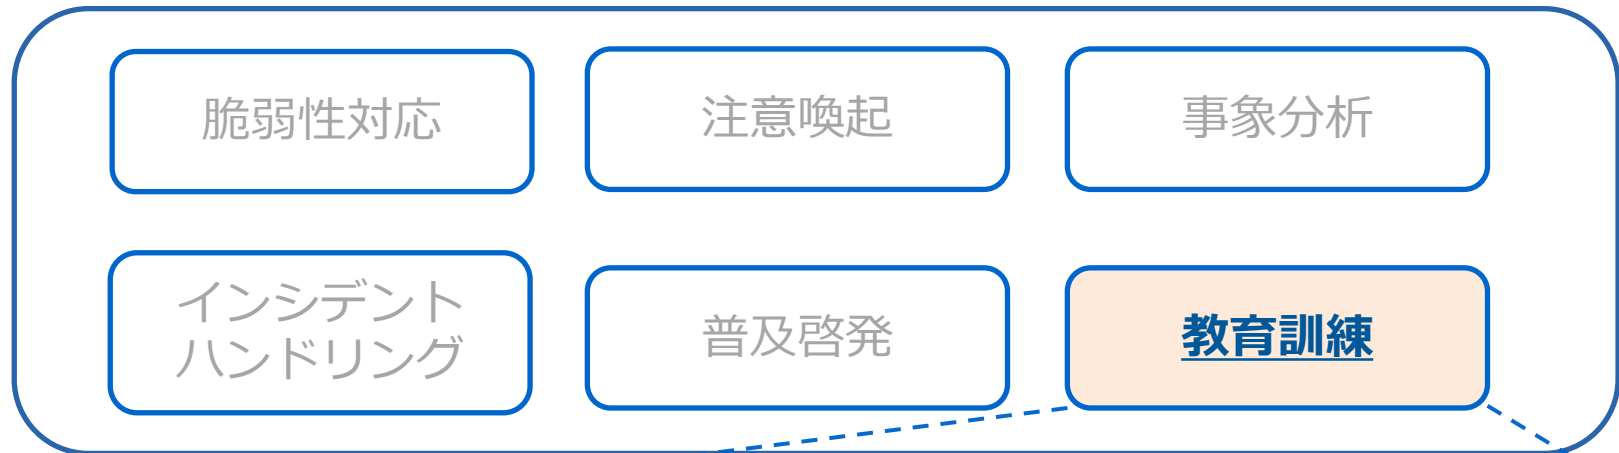 脆弱性対応
注意喚起
事象分析
インシデント
ハンドリング
普及啓発
教育訓練